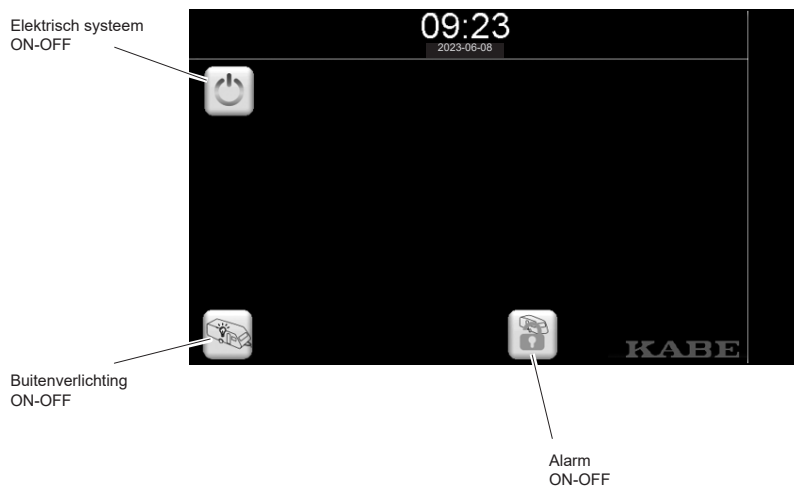 Elektrisch systeem
ON-OFF
09:23
2023-06-08
KABE
Buitenverlichting
ON-OFF
Alarm
ON-OFF